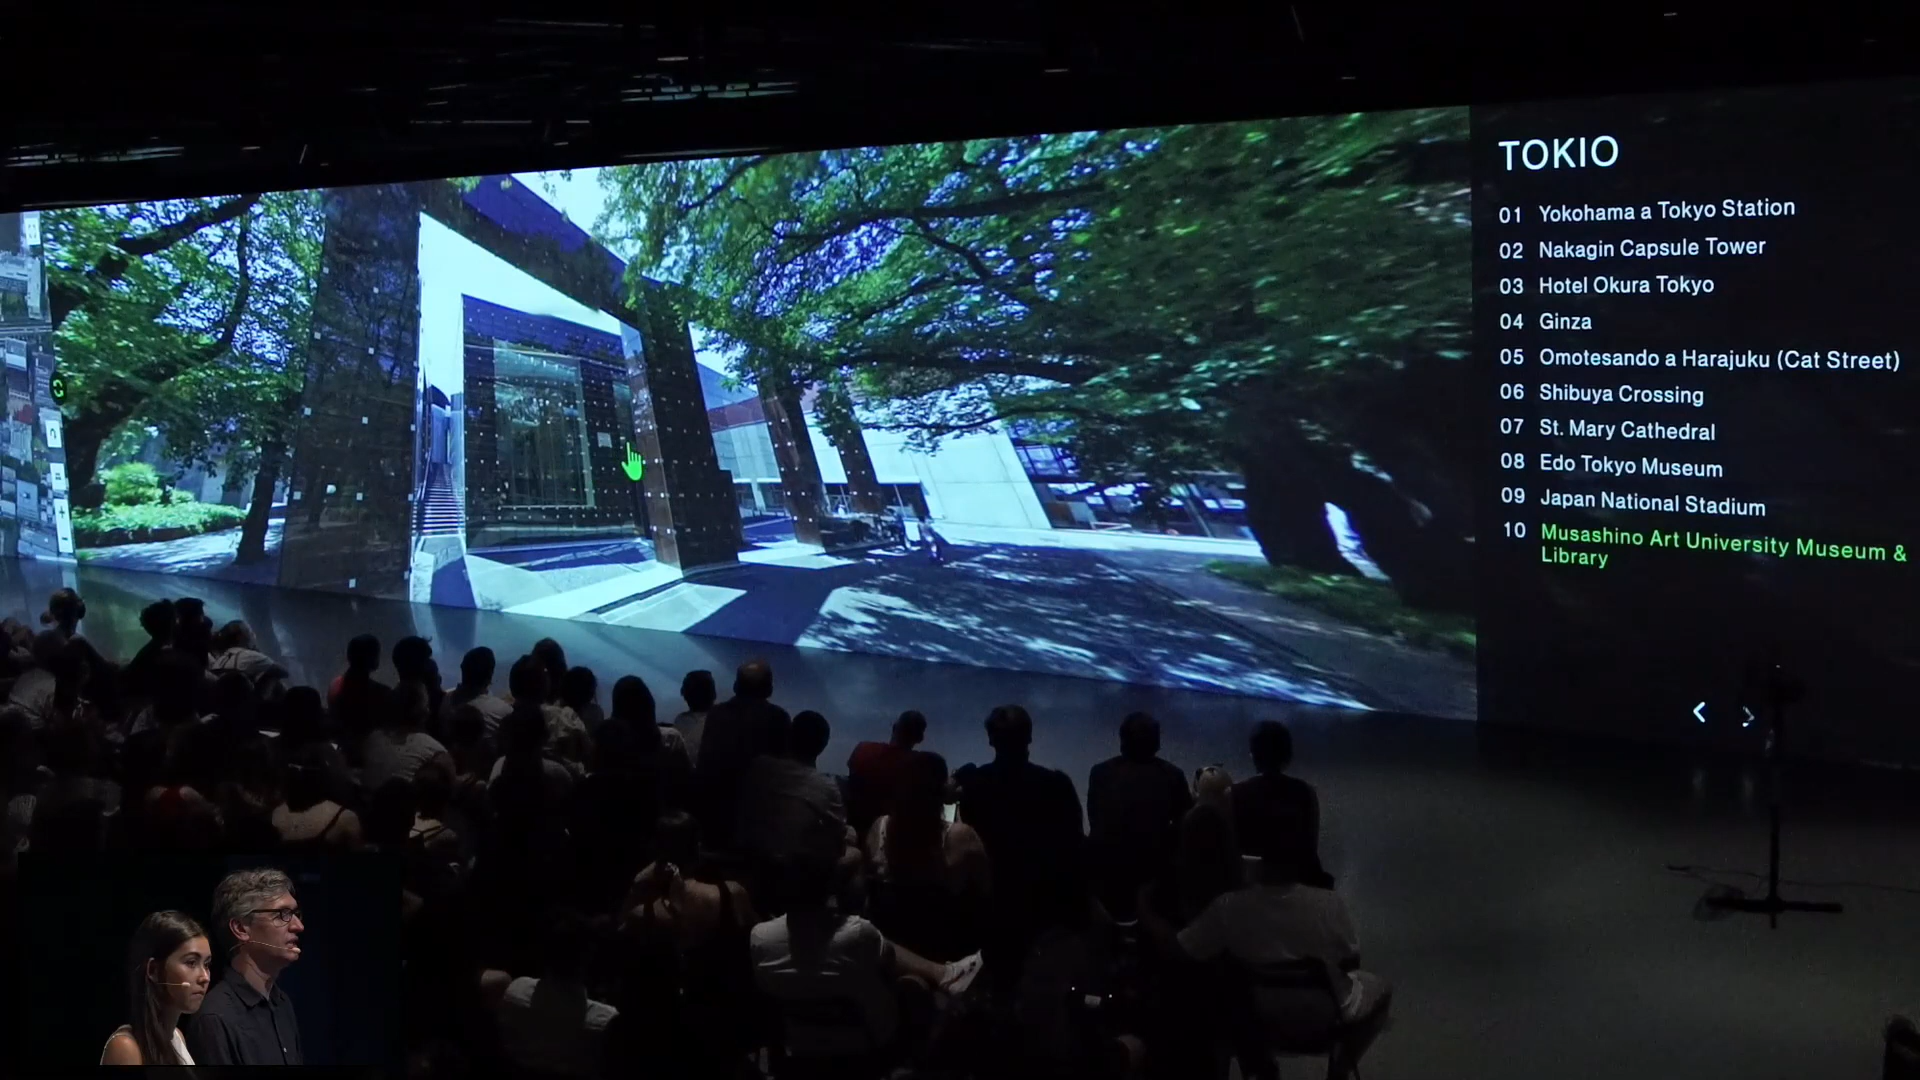 TOKIO
01 Yokohama a Tokyo Station
02 Nakagin Capsule Tower
03 Hotel Okura Tokyo
04 Ginza
05 Omotesando a Harajuku (Cat Street)
06 Shibuya Crossing
07 St. Mary Cathedral
08 Edo Tokyo Museum
09 Japan National Stadium
10 Musashino Art University Museum &
Library